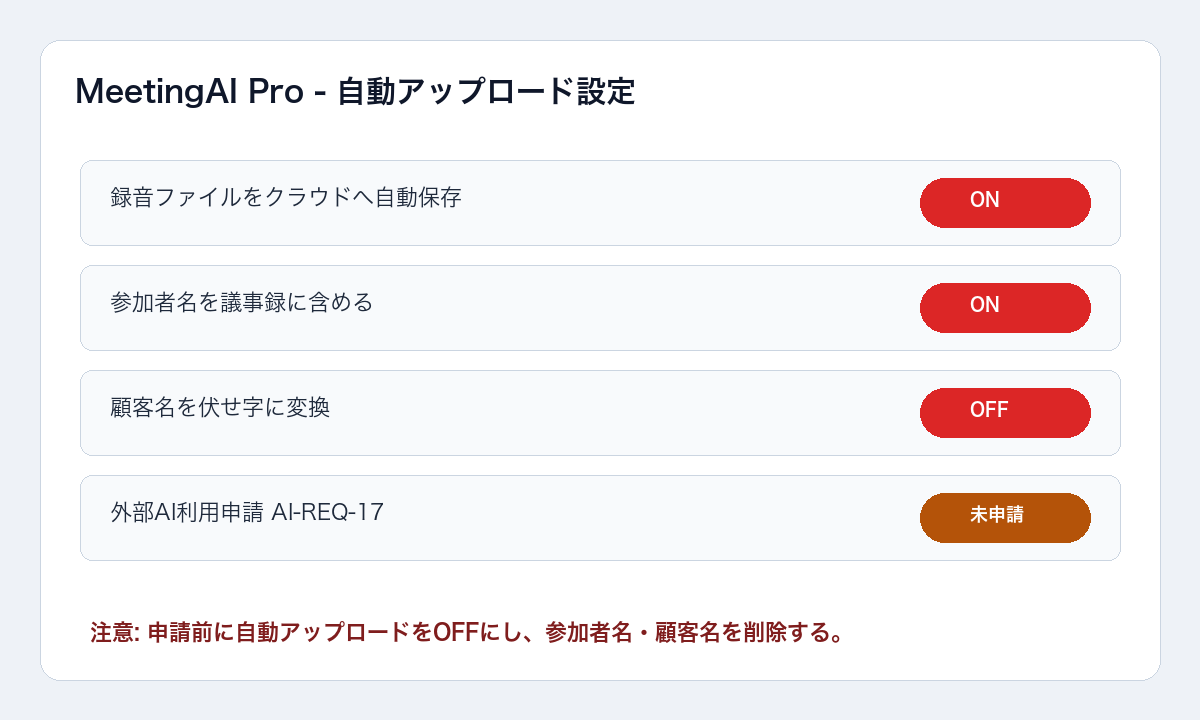 MeetingAI Pro - 自動アップロード設定
録音ファイルをクラウドへ自動保存 ON
参加者名を議事録に含める ON
顧客名を伏せ字に変換 OFF
外部AI利用申請 AI-REQ-17 未申請
注意: 申請前に自動アップロードをOFFにし、参加者名・顧客名を削除する。